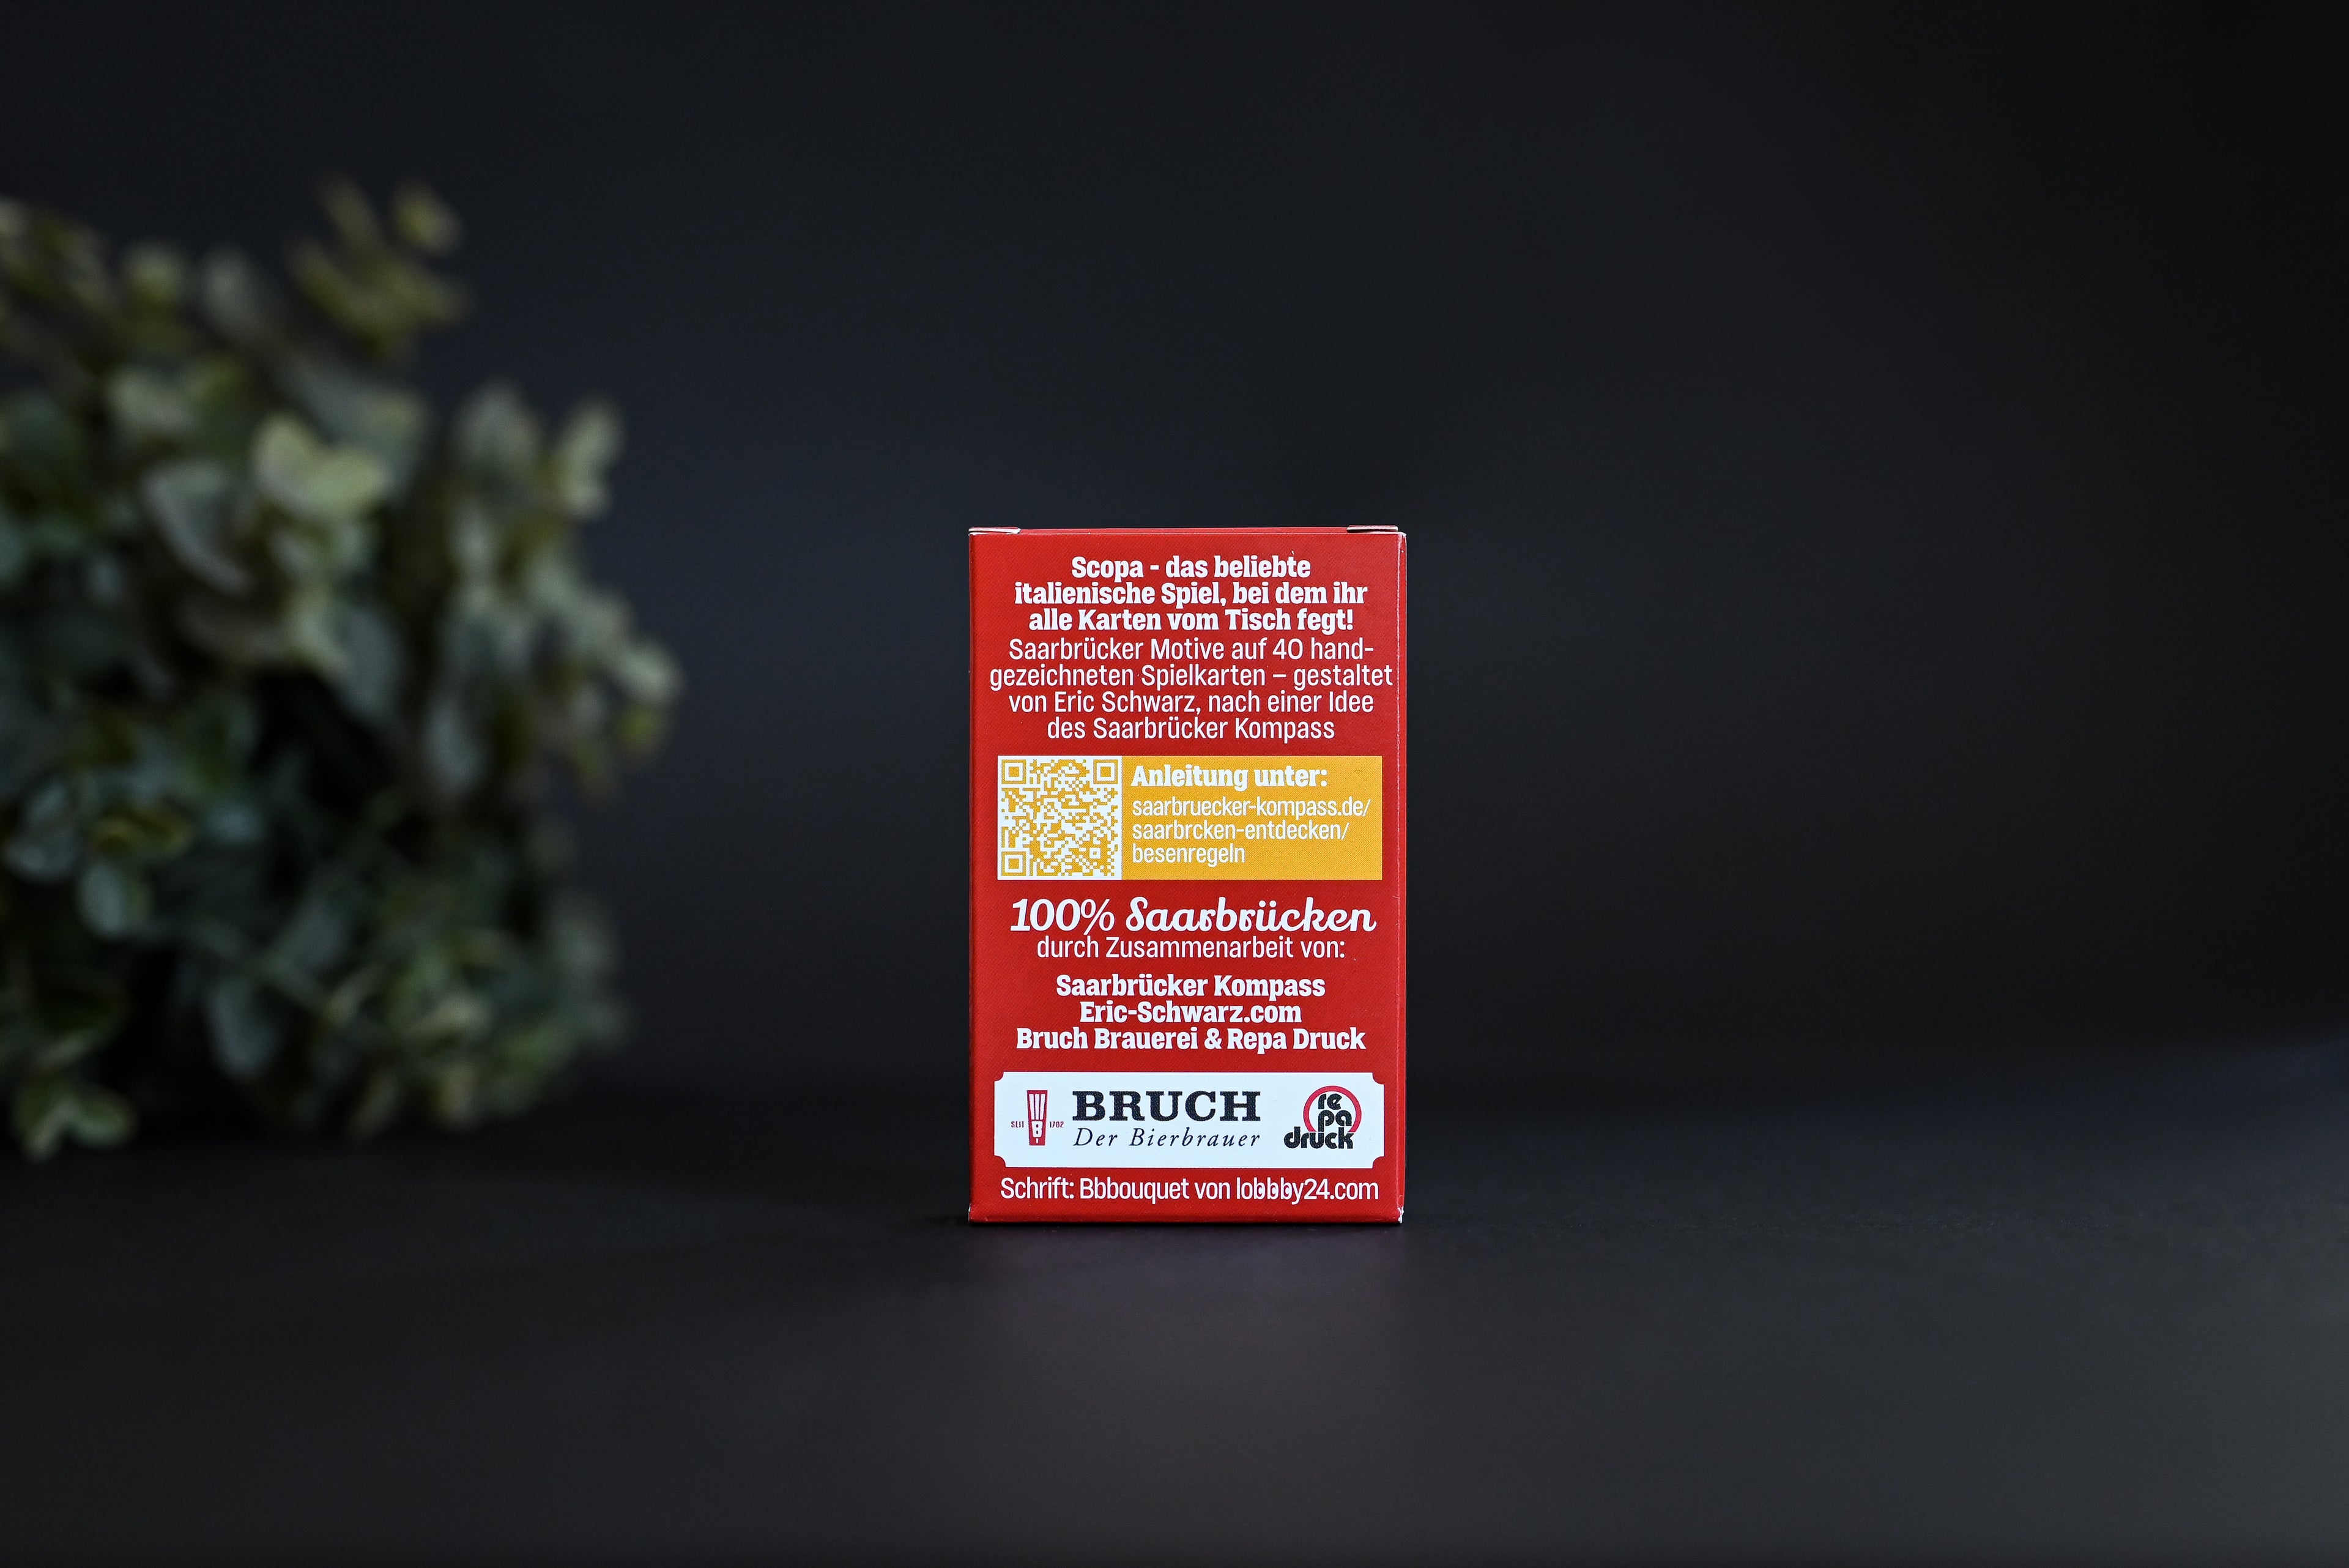 Scopa - das beliebte
italienische Spiel, bei dem ihr
alle Karten vom Tisch fegt!
Saarbrücker Motive auf 40 hand-
gezeichneten Spielkarten – gestaltet
von Eric Schwarz, nach einer Idee
des Saarbrücker Kompass
Anleitung unter:
saarbruecker-kompass.de/
saarbrcken-entdecken/
besenregeln
100% Saarbrücken
durch Zusammenarbeit von:
Saarbrücker Kompass
Eric-Schwarz.com
Bruch Brauerei & Repa Druck
SEIT B 1702
BRUCH
Der Bierbrauer
re
pa
druck
Schrift: Bbbouquet von lobbby24.com